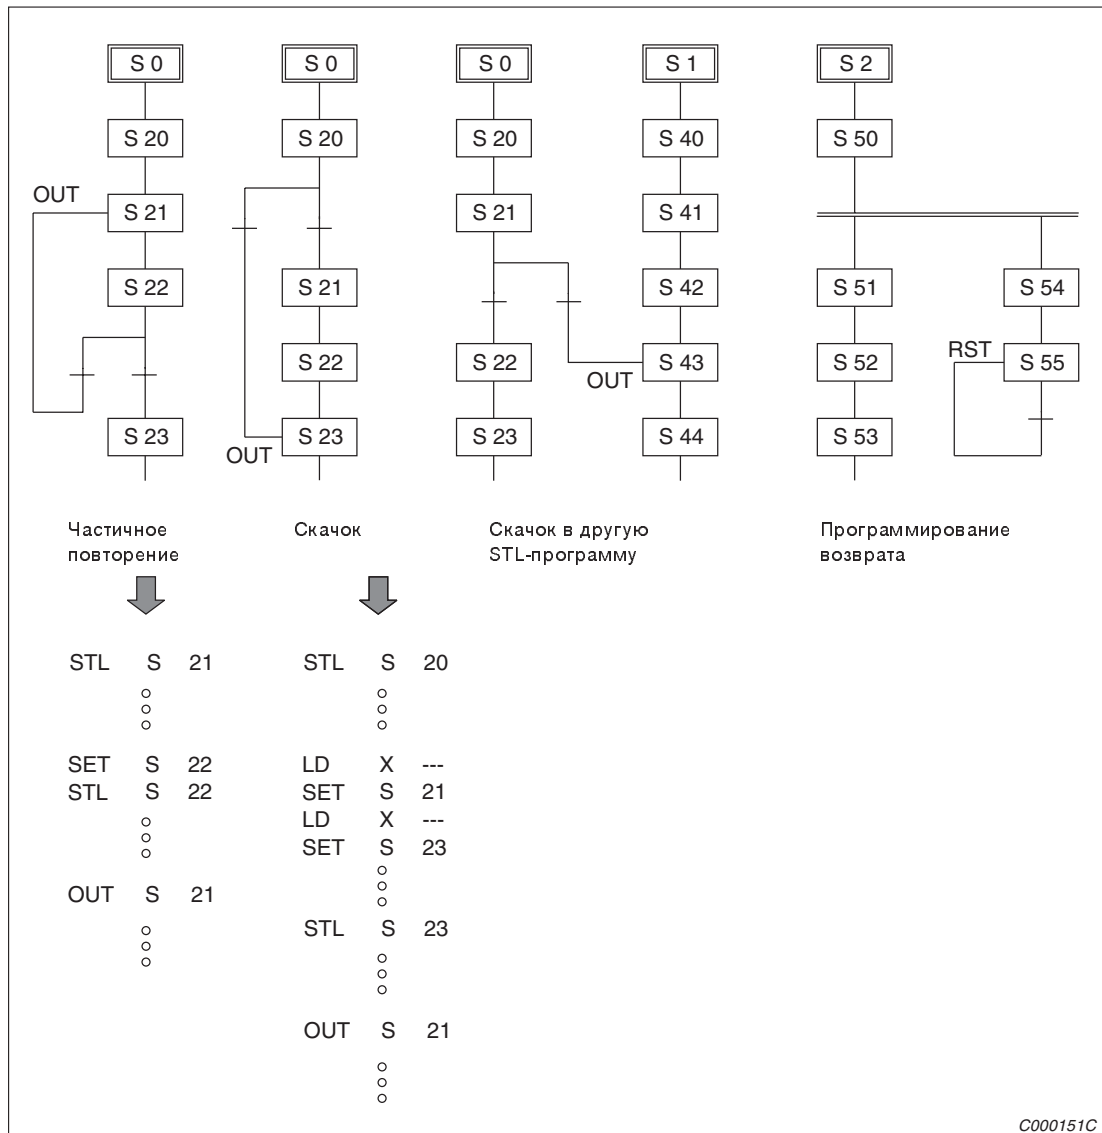 S 0 S 0 S 0 S 1 S 2
S 20 S 20 S 20 S 40 S 50
OUT
S 21 S 21 S 41
S 22 S 21 S 42 S 51 S 54
S 22 S 22 S 43 S 52 RST S 55
OUT
S 23 S 23 S 23 S 44 S 53
OUT
Частичное повторение
Скачок
Скачок в другую STL-программу
Программирование возврата
STL S 21
SET S 22
STL S 22
OUT S 21
STL S 20
LD X ---
SET S 21
LD X ---
SET S 23
STL S 23
OUT S 21
C000151C